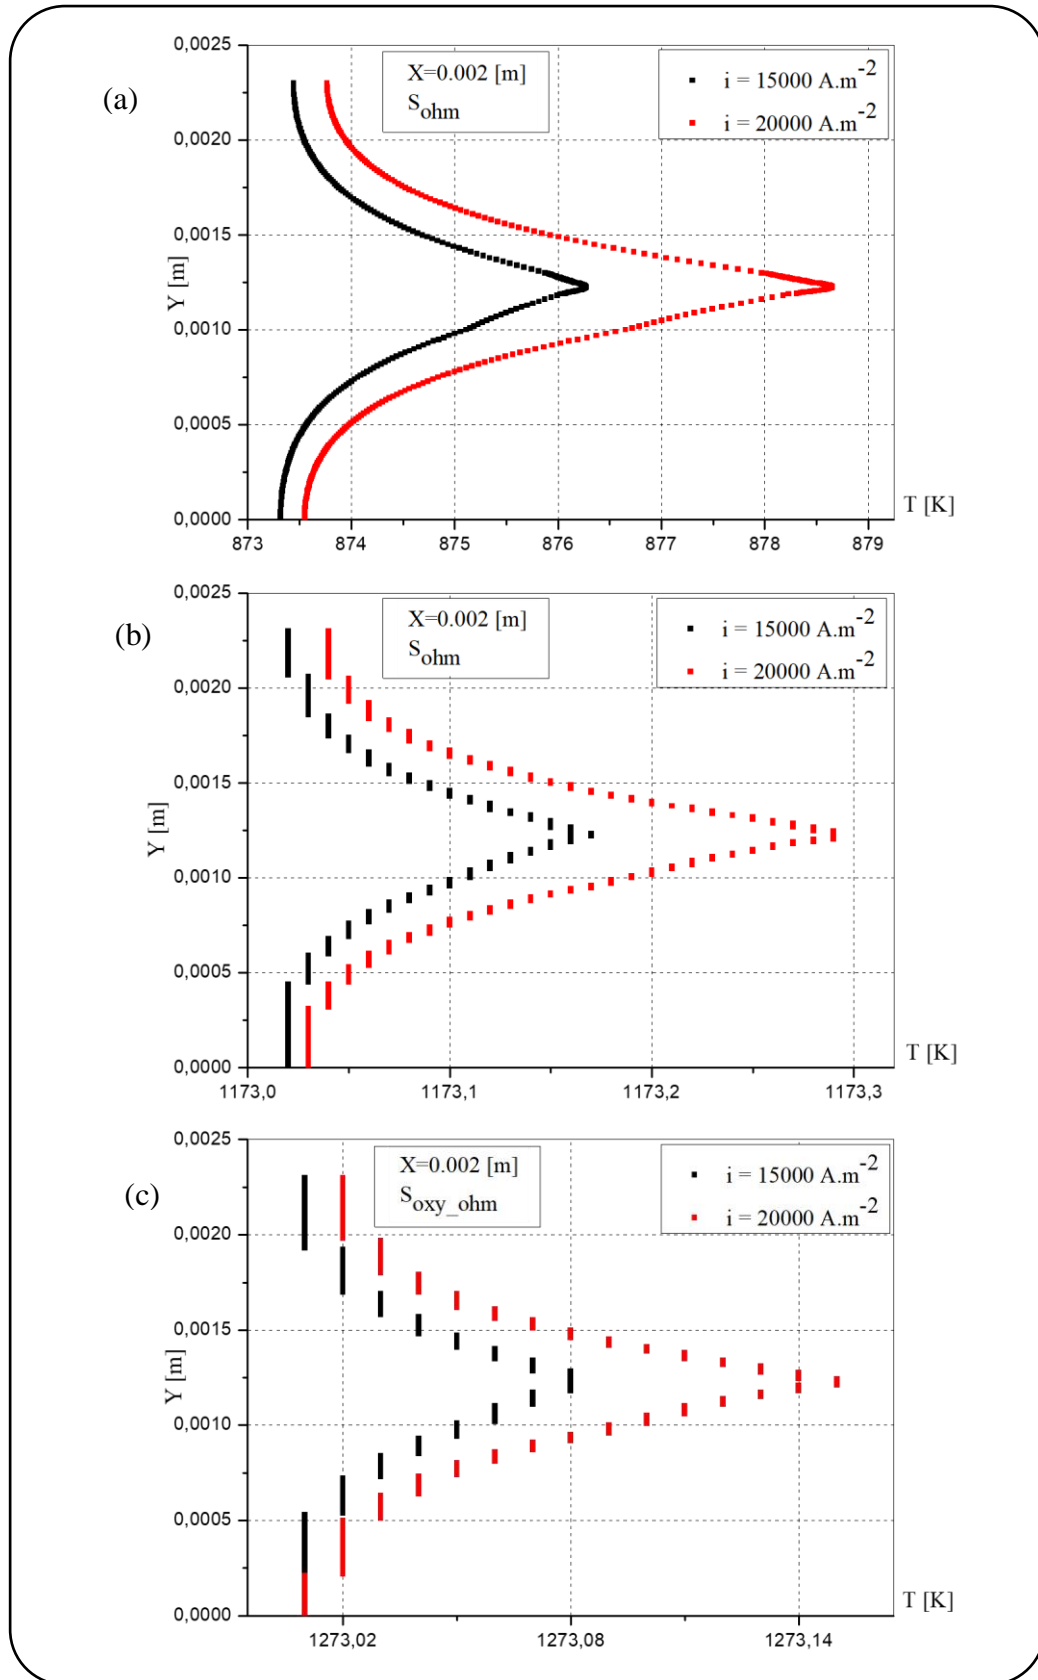 (a)
0,0025
0,0020
0,0015
0,0010
0,0005
0,0000
Y [m]
X=0.002 [m]
S_ohm
i = 15000 A.m^-2
i = 20000 A.m^-2
T [K]
873 874 875 876 877 878 879
(b)
0,0025
0,0020
0,0015
0,0010
0,0005
0,0000
Y [m]
X=0.002 [m]
S_ohm
i = 15000 A.m^-2
i = 20000 A.m^-2
T [K]
1173,0 1173,1 1173,2 1173,3
(c)
0,0025
0,0020
0,0015
0,0010
0,0005
0,0000
Y [m]
X=0.002 [m]
S_oxy_ohm
i = 15000 A.m^-2
i = 20000 A.m^-2
T [K]
1273,02 1273,08 1273,14